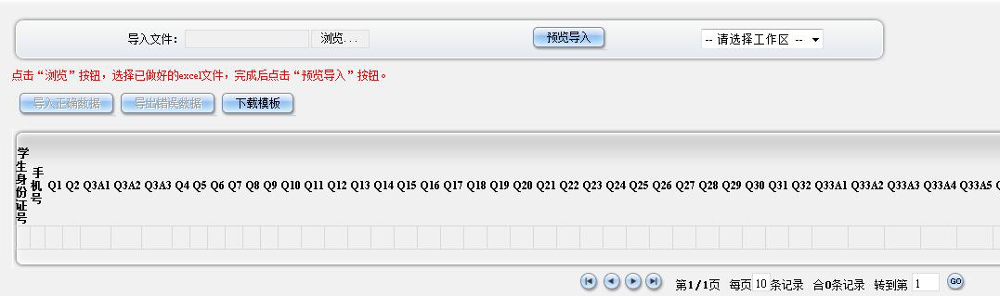 导入文件： 浏览... 预览导入 -- 请选择工作区 --
点击“浏览”按钮，选择已做好的excel文件，完成后点击“预览导入”按钮。
导入正确数据 导出错误数据 下载模板
学生身份证号 手机号 Q1 Q2 Q3A1 Q3A2 Q3A3 Q4 Q5 Q6 Q7 Q8 Q9 Q10 Q11 Q12 Q13 Q14 Q15 Q16 Q17 Q18 Q19 Q20 Q21 Q22 Q23 Q24 Q25 Q26 Q27 Q28 Q29 Q30 Q31 Q32 Q33A1 Q33A2 Q33A3 Q33A4 Q33A5
第1/1页 每页 10 条记录 合0条记录 转到第 1 GO